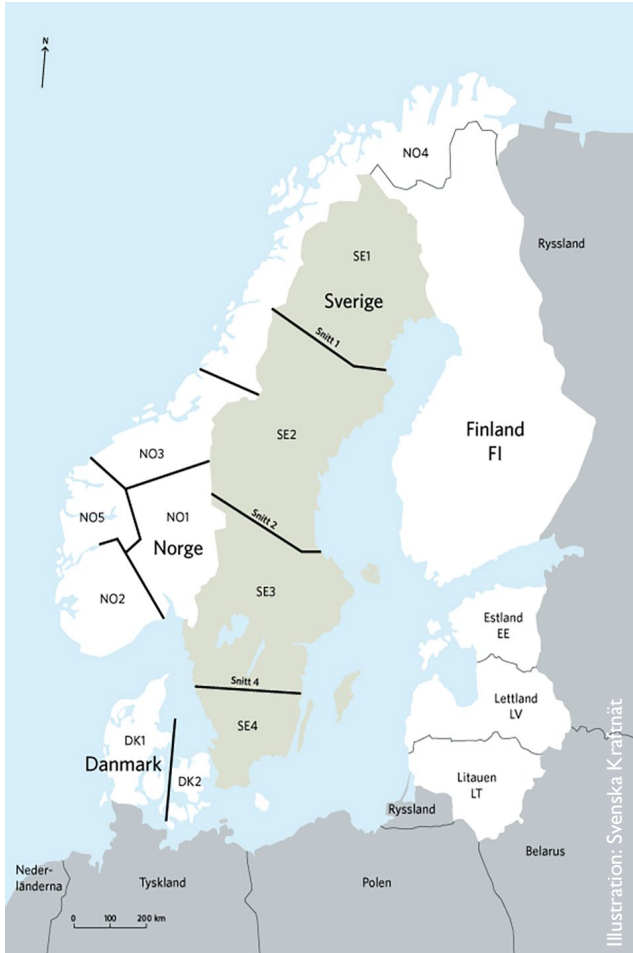 N
NO4
Ryssland
SE1
Sverige
Snitt 1
Finland
FI
SE2
NO3
NO5
NO1
Snitt 2
Norge
NO2
SE3
Estland
EE
Snitt 4
Lettland
LV
SE4
DK1
Danmark
DK2
Litauen
LT
Ryssland
Belarus
Neder-
länderna
Tyskland
Polen
0 100 200 km
Illustration: Svenska Kraftnät